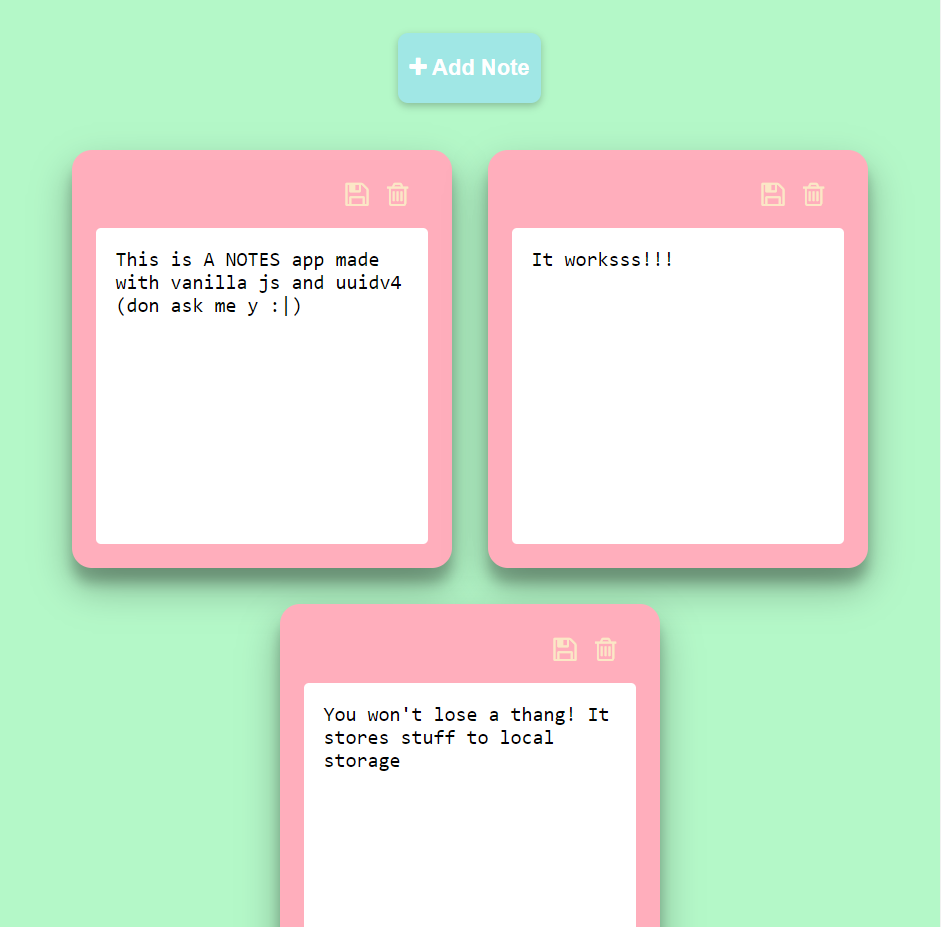 Add Note
This is A NOTES app made
with vanilla js and uuidv4
(don ask me y :|)
It worksss!!!
You won't lose a thang! It
stores stuff to local
storage